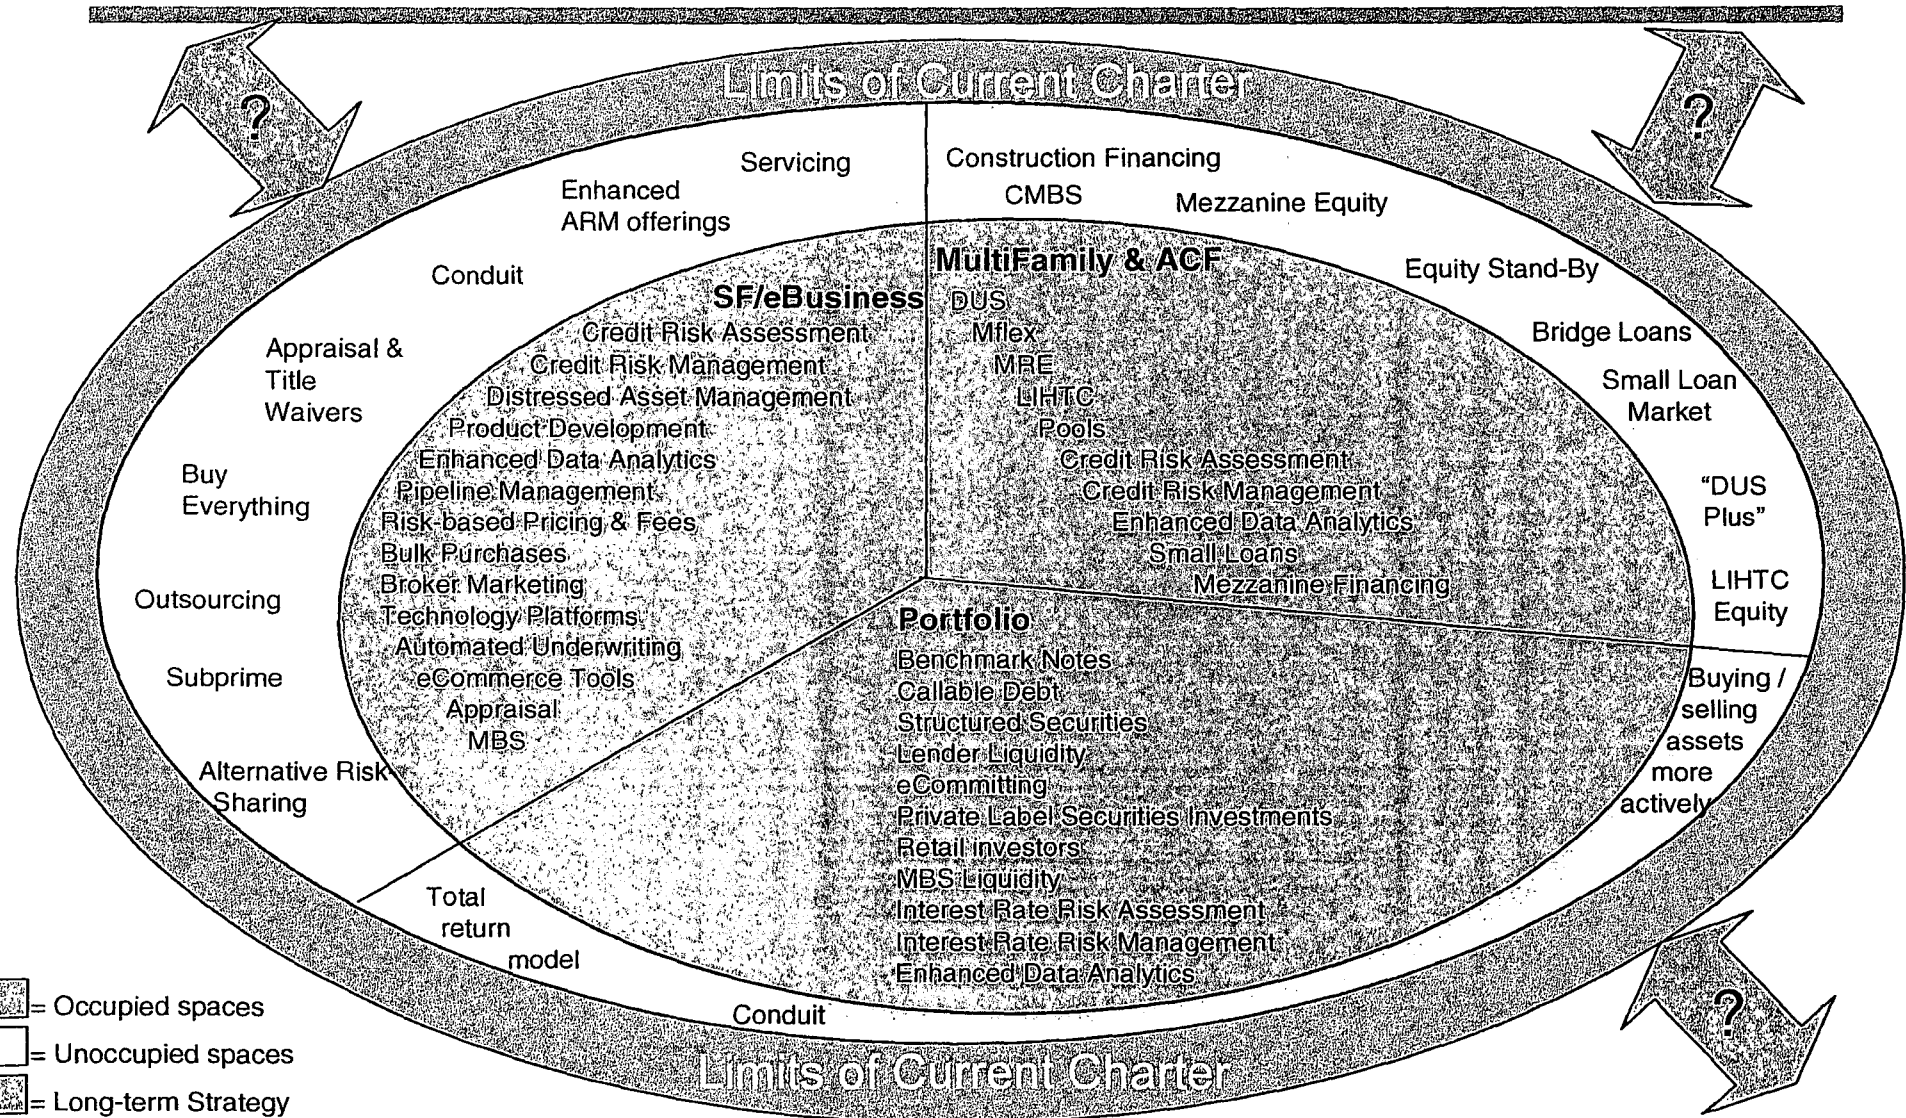 Limits of Current Charter
?
?
Servicing
Enhanced
ARM offerings
Conduit
Appraisal &
Title
Waivers
Buy
Everything
Outsourcing
Subprime
Alternative Risk
Sharing
Construction Financing
CMBS
Mezzanine Equity
Equity Stand-By
Bridge Loans
Small Loan
Market
“DUS
Plus”
LIHTC
Equity
SF/eBusiness
Credit Risk Assessment
Credit Risk Management
Distressed Asset Management
Product Development
Enhanced Data Analytics
Pipeline Management
Risk-based Pricing & Fees
Bulk Purchases
Broker Marketing
Technology Platforms
Automated Underwriting
eCommerce Tools
Appraisal
MBS
MultiFamily & ACF
DUS
Mflex
MRE
LIHTC
Pools
Credit Risk Assessment
Credit Risk Management
Enhanced Data Analytics
Small Loans
Mezzanine Financing
Portfolio
Benchmark Notes
Callable Debt
Structured Securities
Lender Liquidity
eCommitting
Private Label Securities Investments
Retail investors
MBS Liquidity
Interest Rate Risk Assessment
Interest Rate Risk Management
Enhanced Data Analytics
Buying /
selling
assets
more
actively
Total
return
model
Conduit
?
Limits of Current Charter
= Occupied spaces
= Unoccupied spaces
= Long-term Strategy